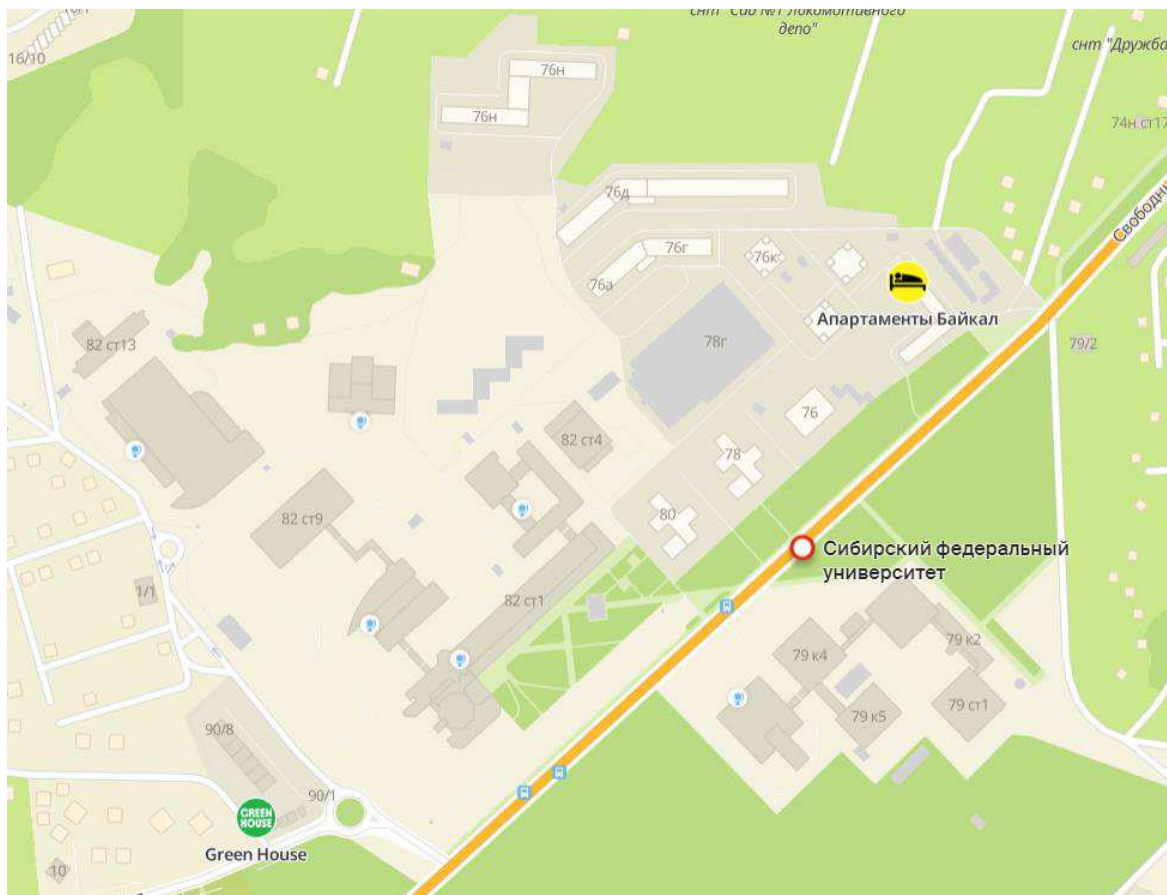 снт "Сад №1 Локомотивного
депо"
снт "Дружба
16/10
76н
76н
74н ст17
76д
Свободны
76г
76к
76а
Апартаменты Байкал
82 ст13
78г
79/2
76
82 ст4
78
80
82 ст9
Сибирский федеральный
университет
1/1
82 ст1
79 к2
79 к4
79 ст1
79 к5
90/8
90/1
GREEN
HOUSE
Green House
10